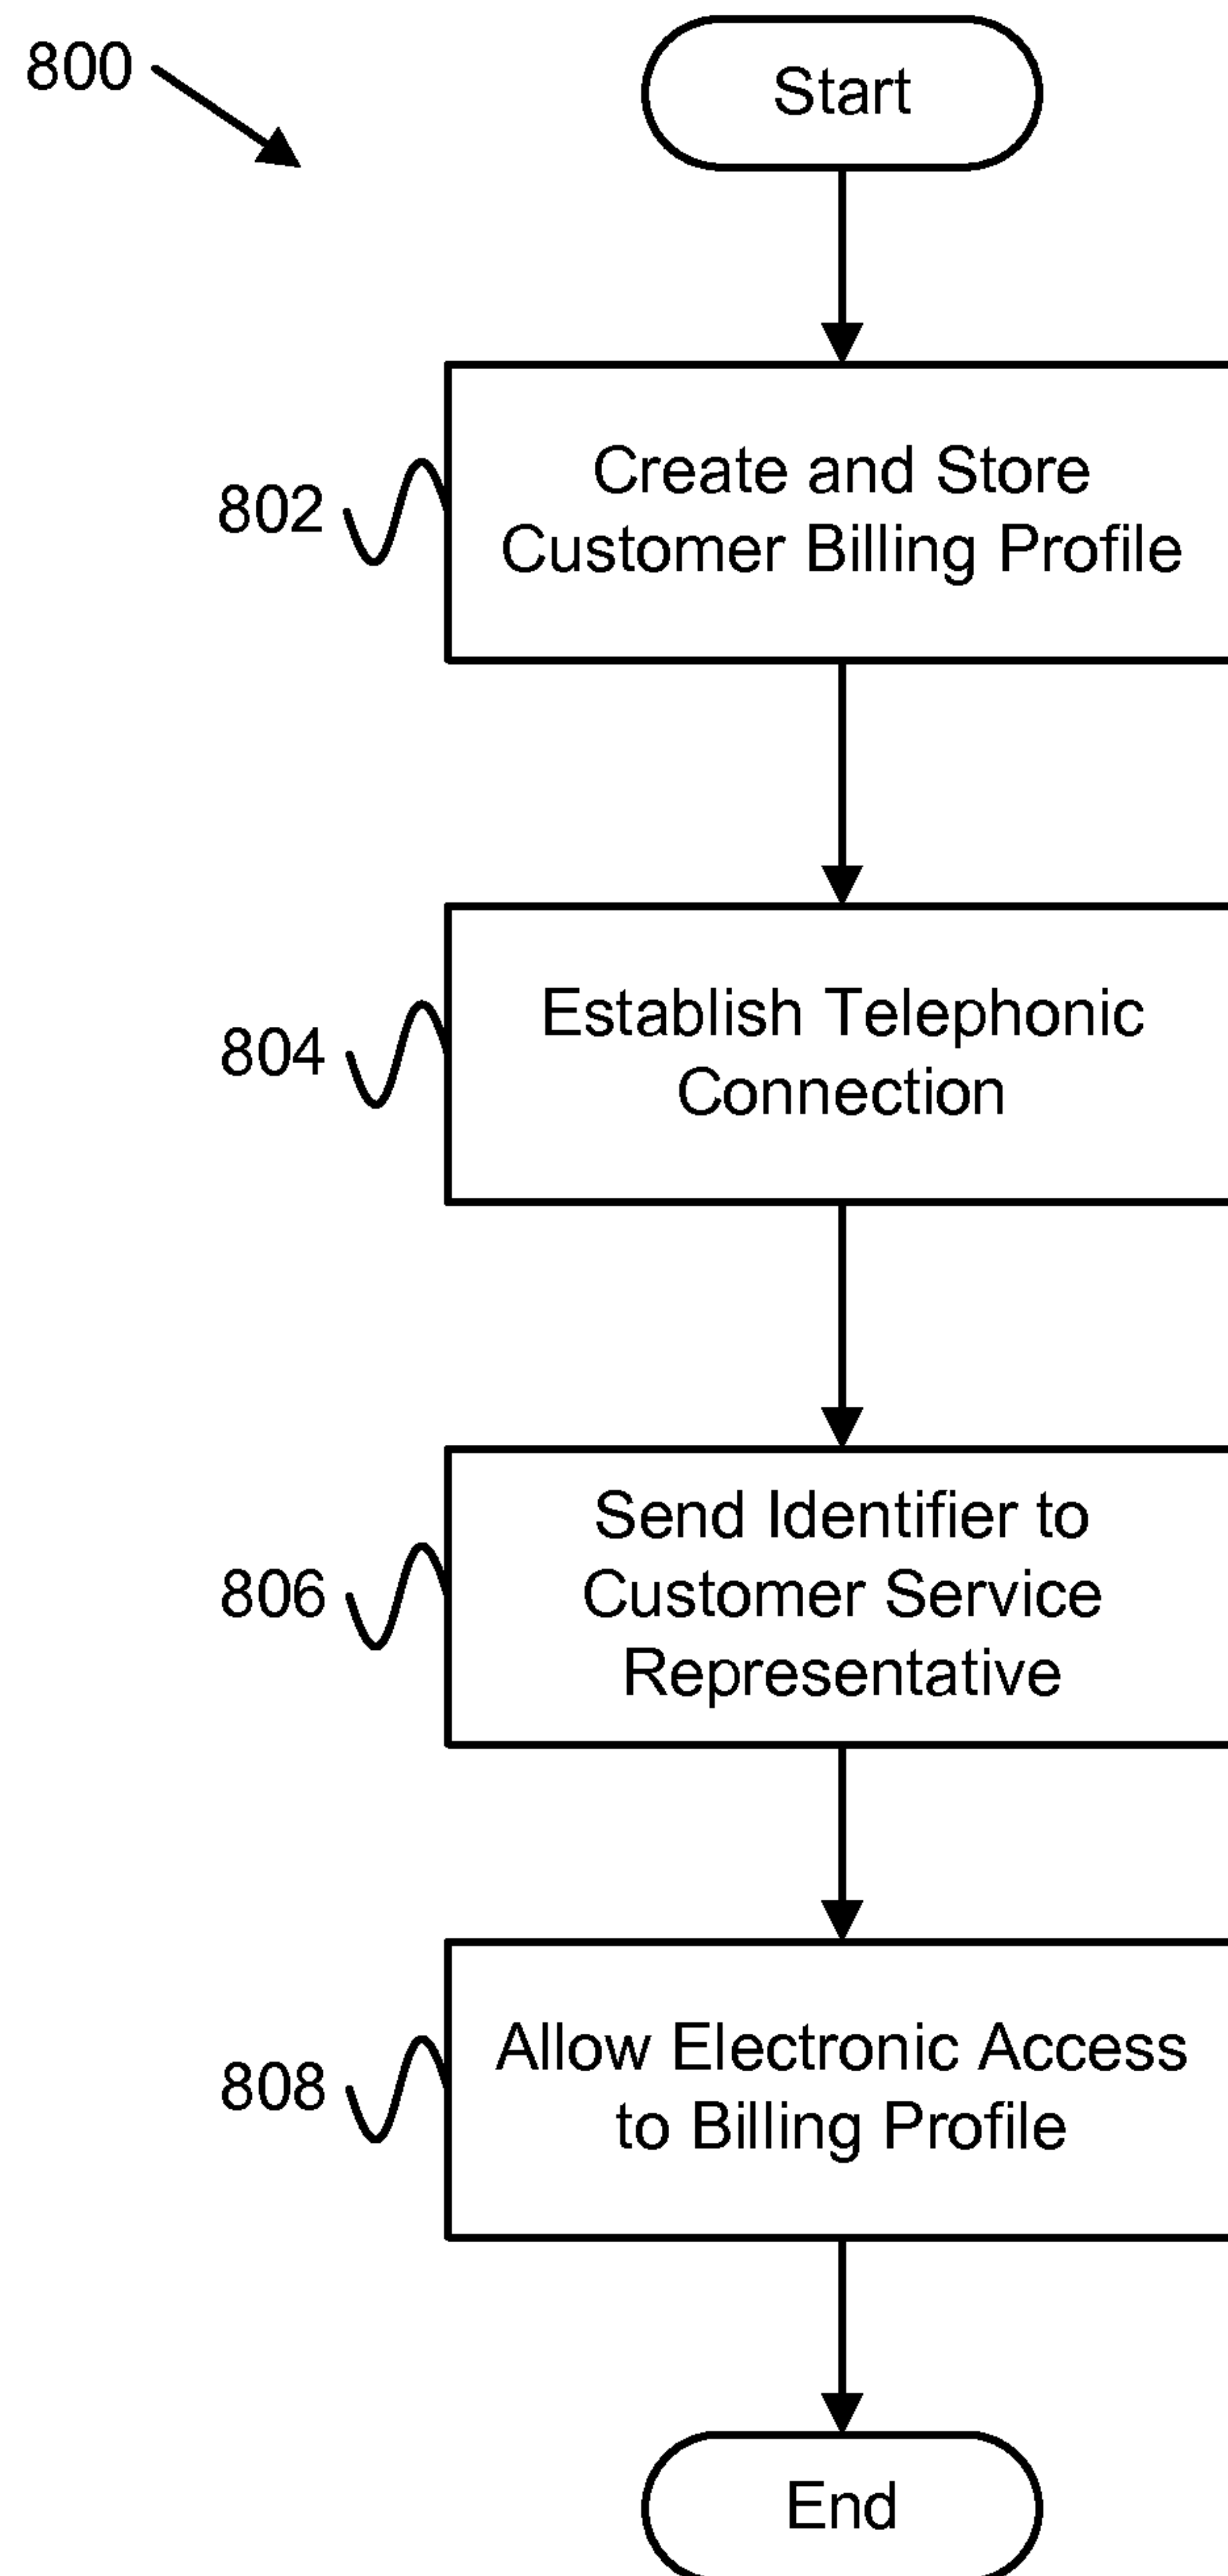 800
Start
802
Create and Store
Customer Billing Profile
804
Establish Telephonic
Connection
806
Send Identifier to
Customer Service
Representative
808
Allow Electronic Access
to Billing Profile
End